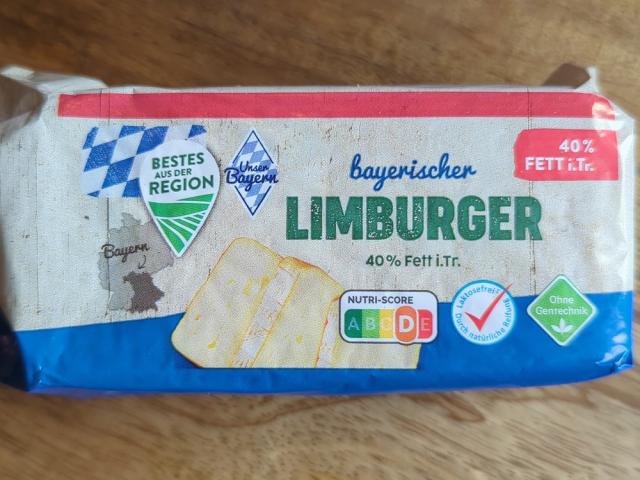 BESTES
AUS DER
REGION
Unser
Bayern
bayerischer
LIMBURGER
40% Fett i.Tr.
40%
FETT i.Tr.
Bayern
NUTRI-SCORE
A B C D E
Laktosefrei
Durch natürliche Reifung
Ohne
Gentechnik